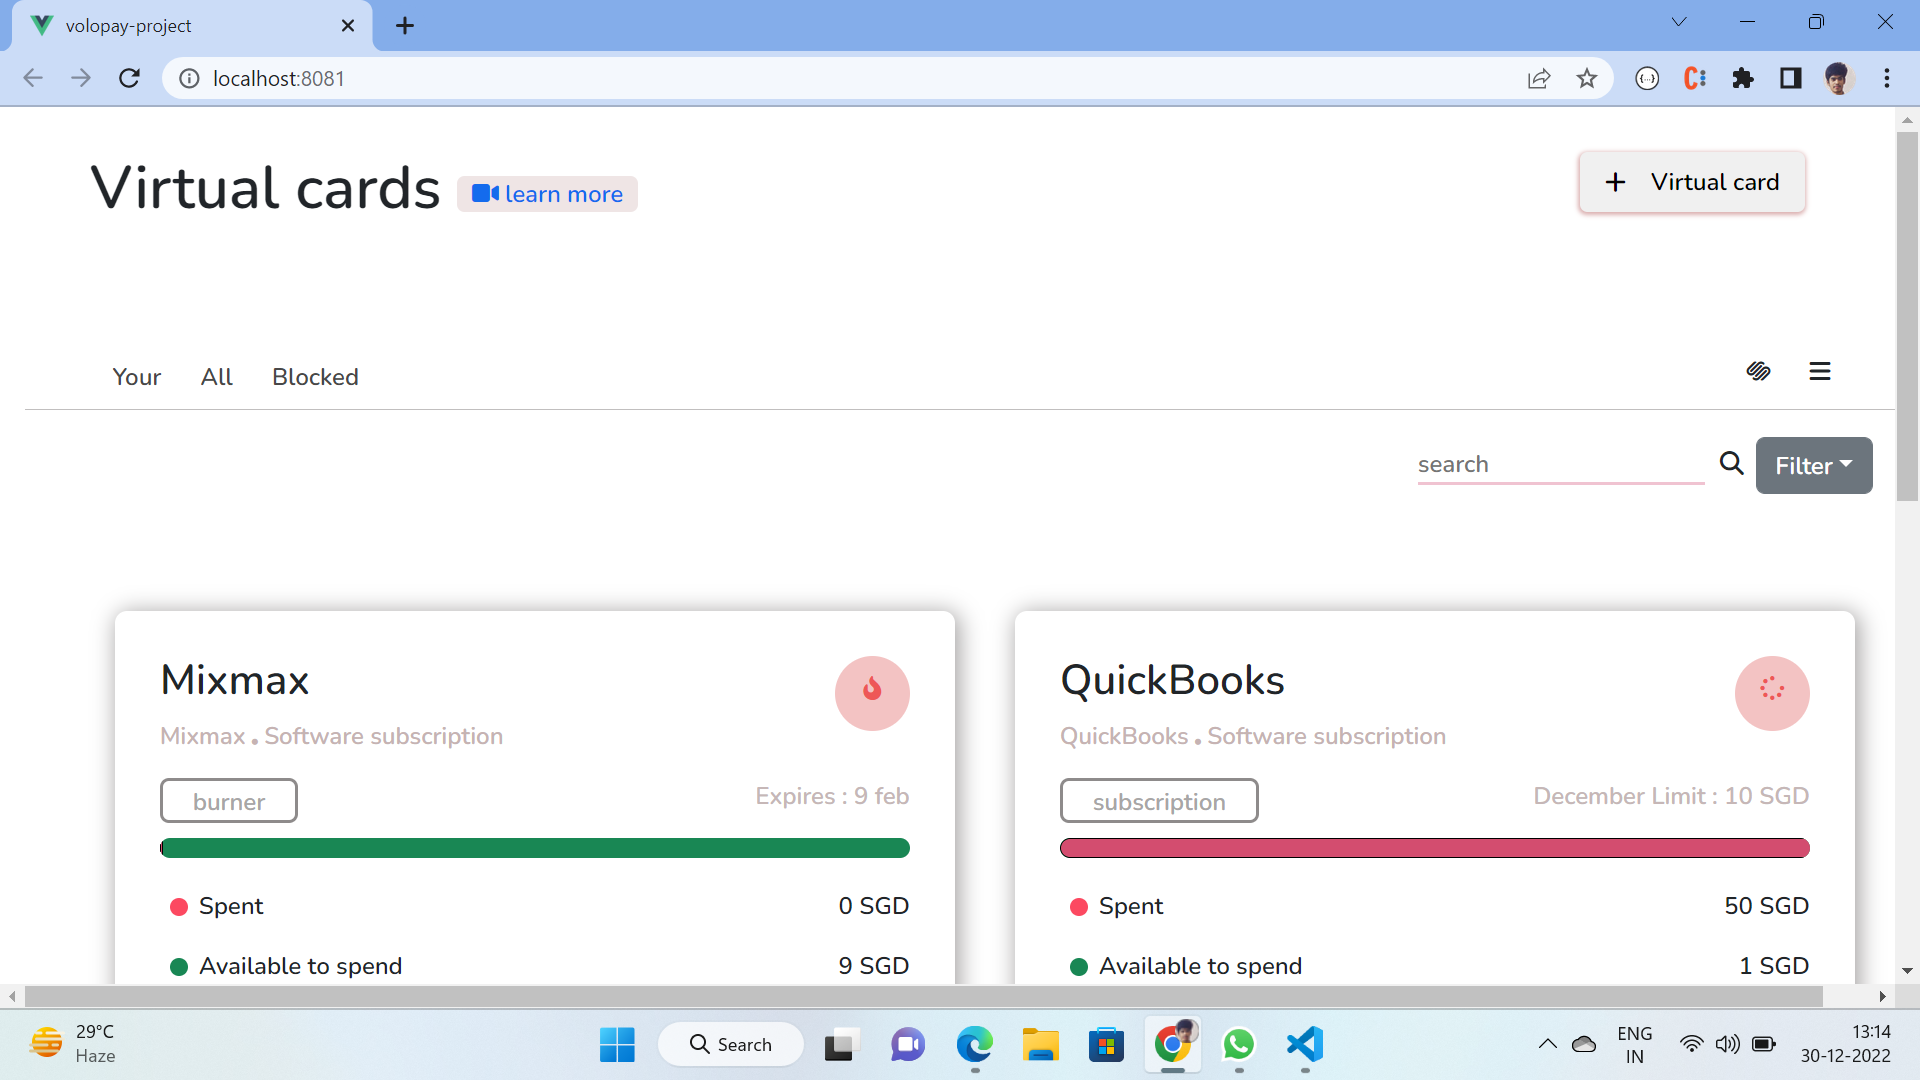 volopay-project
localhost:8081
Virtual cards learn more
Virtual card
Your All Blocked
search
Filter
Mixmax
Mixmax . Software subscription
burner
Expires : 9 feb
Spent 0 SGD
Available to spend 9 SGD
QuickBooks
QuickBooks . Software subscription
subscription
December Limit : 10 SGD
Spent 50 SGD
Available to spend 1 SGD
29°C
Haze
Search
ENG
IN
13:14
30-12-2022